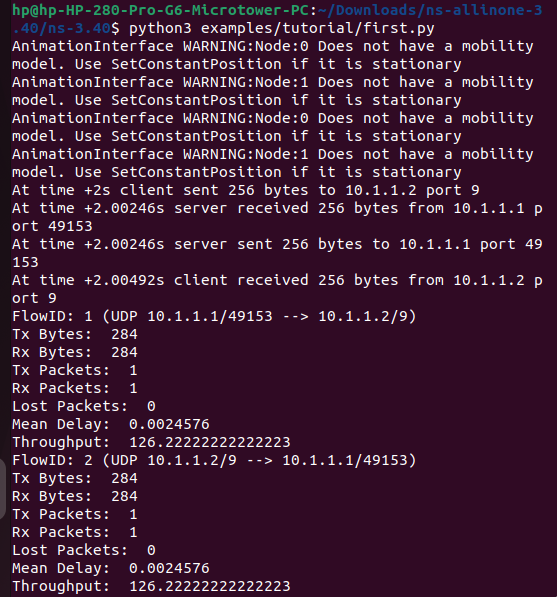 hp@hp-HP-280-Pro-G6-Microtower-PC:~/Downloads/ns-allinone-3
.40/ns-3.40$ python3 examples/tutorial/first.py
AnimationInterface WARNING:Node:0 Does not have a mobility
model. Use SetConstantPosition if it is stationary
AnimationInterface WARNING:Node:1 Does not have a mobility
model. Use SetConstantPosition if it is stationary
AnimationInterface WARNING:Node:0 Does not have a mobility
model. Use SetConstantPosition if it is stationary
AnimationInterface WARNING:Node:1 Does not have a mobility
model. Use SetConstantPosition if it is stationary
At time +2s client sent 256 bytes to 10.1.1.2 port 9
At time +2.00246s server received 256 bytes from 10.1.1.1 p
ort 49153
At time +2.00246s server sent 256 bytes to 10.1.1.1 port 49
153
At time +2.00492s client received 256 bytes from 10.1.1.2 p
ort 9
FlowID: 1 (UDP 10.1.1.1/49153 --> 10.1.1.2/9)
Tx Bytes:  284
Rx Bytes:  284
Tx Packets:  1
Rx Packets:  1
Lost Packets:  0
Mean Delay:  0.0024576
Throughput:  126.22222222222223
FlowID: 2 (UDP 10.1.1.2/9 --> 10.1.1.1/49153)
Tx Bytes:  284
Rx Bytes:  284
Tx Packets:  1
Rx Packets:  1
Lost Packets:  0
Mean Delay:  0.0024576
Throughput:  126.22222222222223